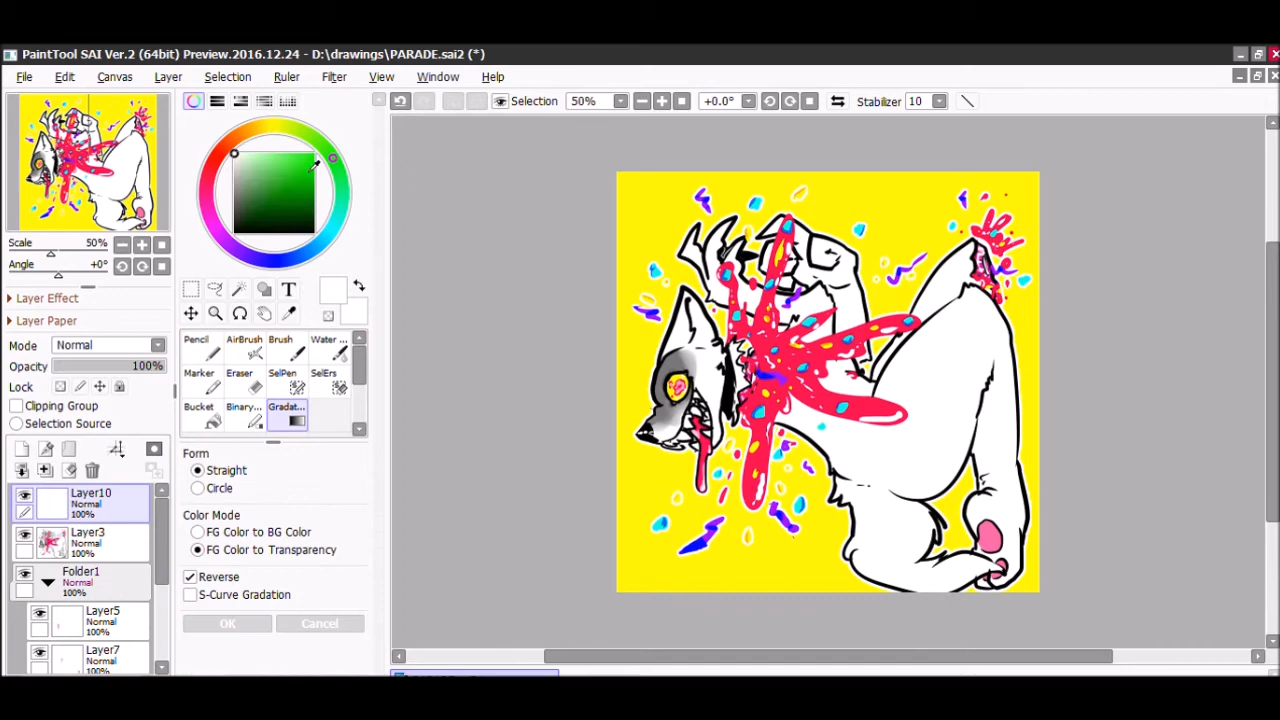 PaintTool SAI Ver.2 (64bit) Preview.2016.12.24 - D:\drawings\PARADE.sai2 (*)
File Edit Canvas Layer Selection Ruler Filter View Window Help
Selection 50% +0.0° Stabilizer 10
Scale 50%
Angle +0°
Layer Effect
Layer Paper
Mode Normal
Opacity 100%
Lock
Clipping Group
Selection Source
Layer10
Normal
100%
Layer3
Normal
100%
Folder1
Normal
100%
Layer5
Normal
100%
Layer7
Normal
100%
T
Pencil AirBrush Brush Water ...
Marker Eraser SelPen SelErs
Bucket Binary... Gradat...
Form
Straight
Circle
Color Mode
FG Color to BG Color
FG Color to Transparency
Reverse
S-Curve Gradation
OK Cancel